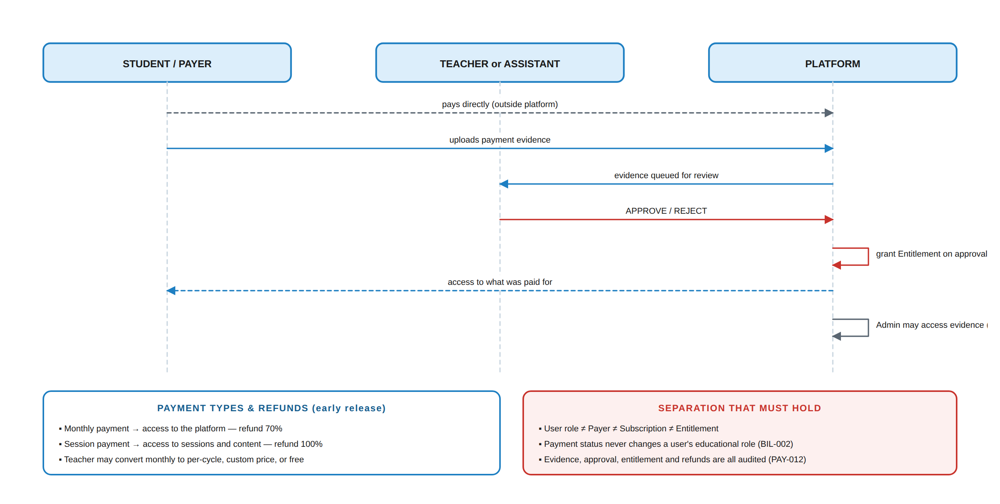 STUDENT / PAYER
TEACHER or ASSISTANT
PLATFORM
pays directly (outside platform)
uploads payment evidence
evidence queued for review
APPROVE / REJECT
grant Entitlement on approval
access to what was paid for
Admin may access evidence (
PAYMENT TYPES & REFUNDS (early release)
▪ Monthly payment → access to the platform — refund 70%
▪ Session payment → access to sessions and content — refund 100%
▪ Teacher may convert monthly to per-cycle, custom price, or free
SEPARATION THAT MUST HOLD
▪ User role ≠ Payer ≠ Subscription ≠ Entitlement
▪ Payment status never changes a user's educational role (BIL-002)
▪ Evidence, approval, entitlement and refunds are all audited (PAY-012)